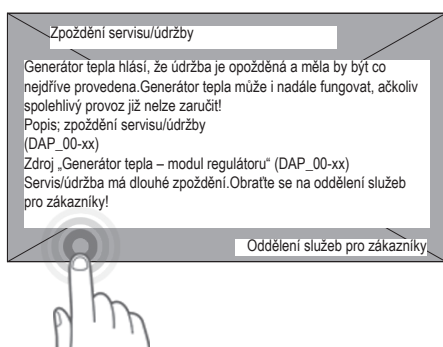 Zpoždění servisu/údržby
Generátor tepla hlásí, že údržba je opožděná a měla by být co
nejdříve provedena.Generátor tepla může i nadále fungovat, ačkoliv
spolehlivý provoz již nelze zaručit!
Popis; zpoždění servisu/údržby
(DAP_00-xx)
Zdroj „Generátor tepla – modul regulátoru“ (DAP_00-xx)
Servis/údržba má dlouhé zpoždění.Obraťte se na oddělení služeb
pro zákazníky!
Oddělení služeb pro zákazníky